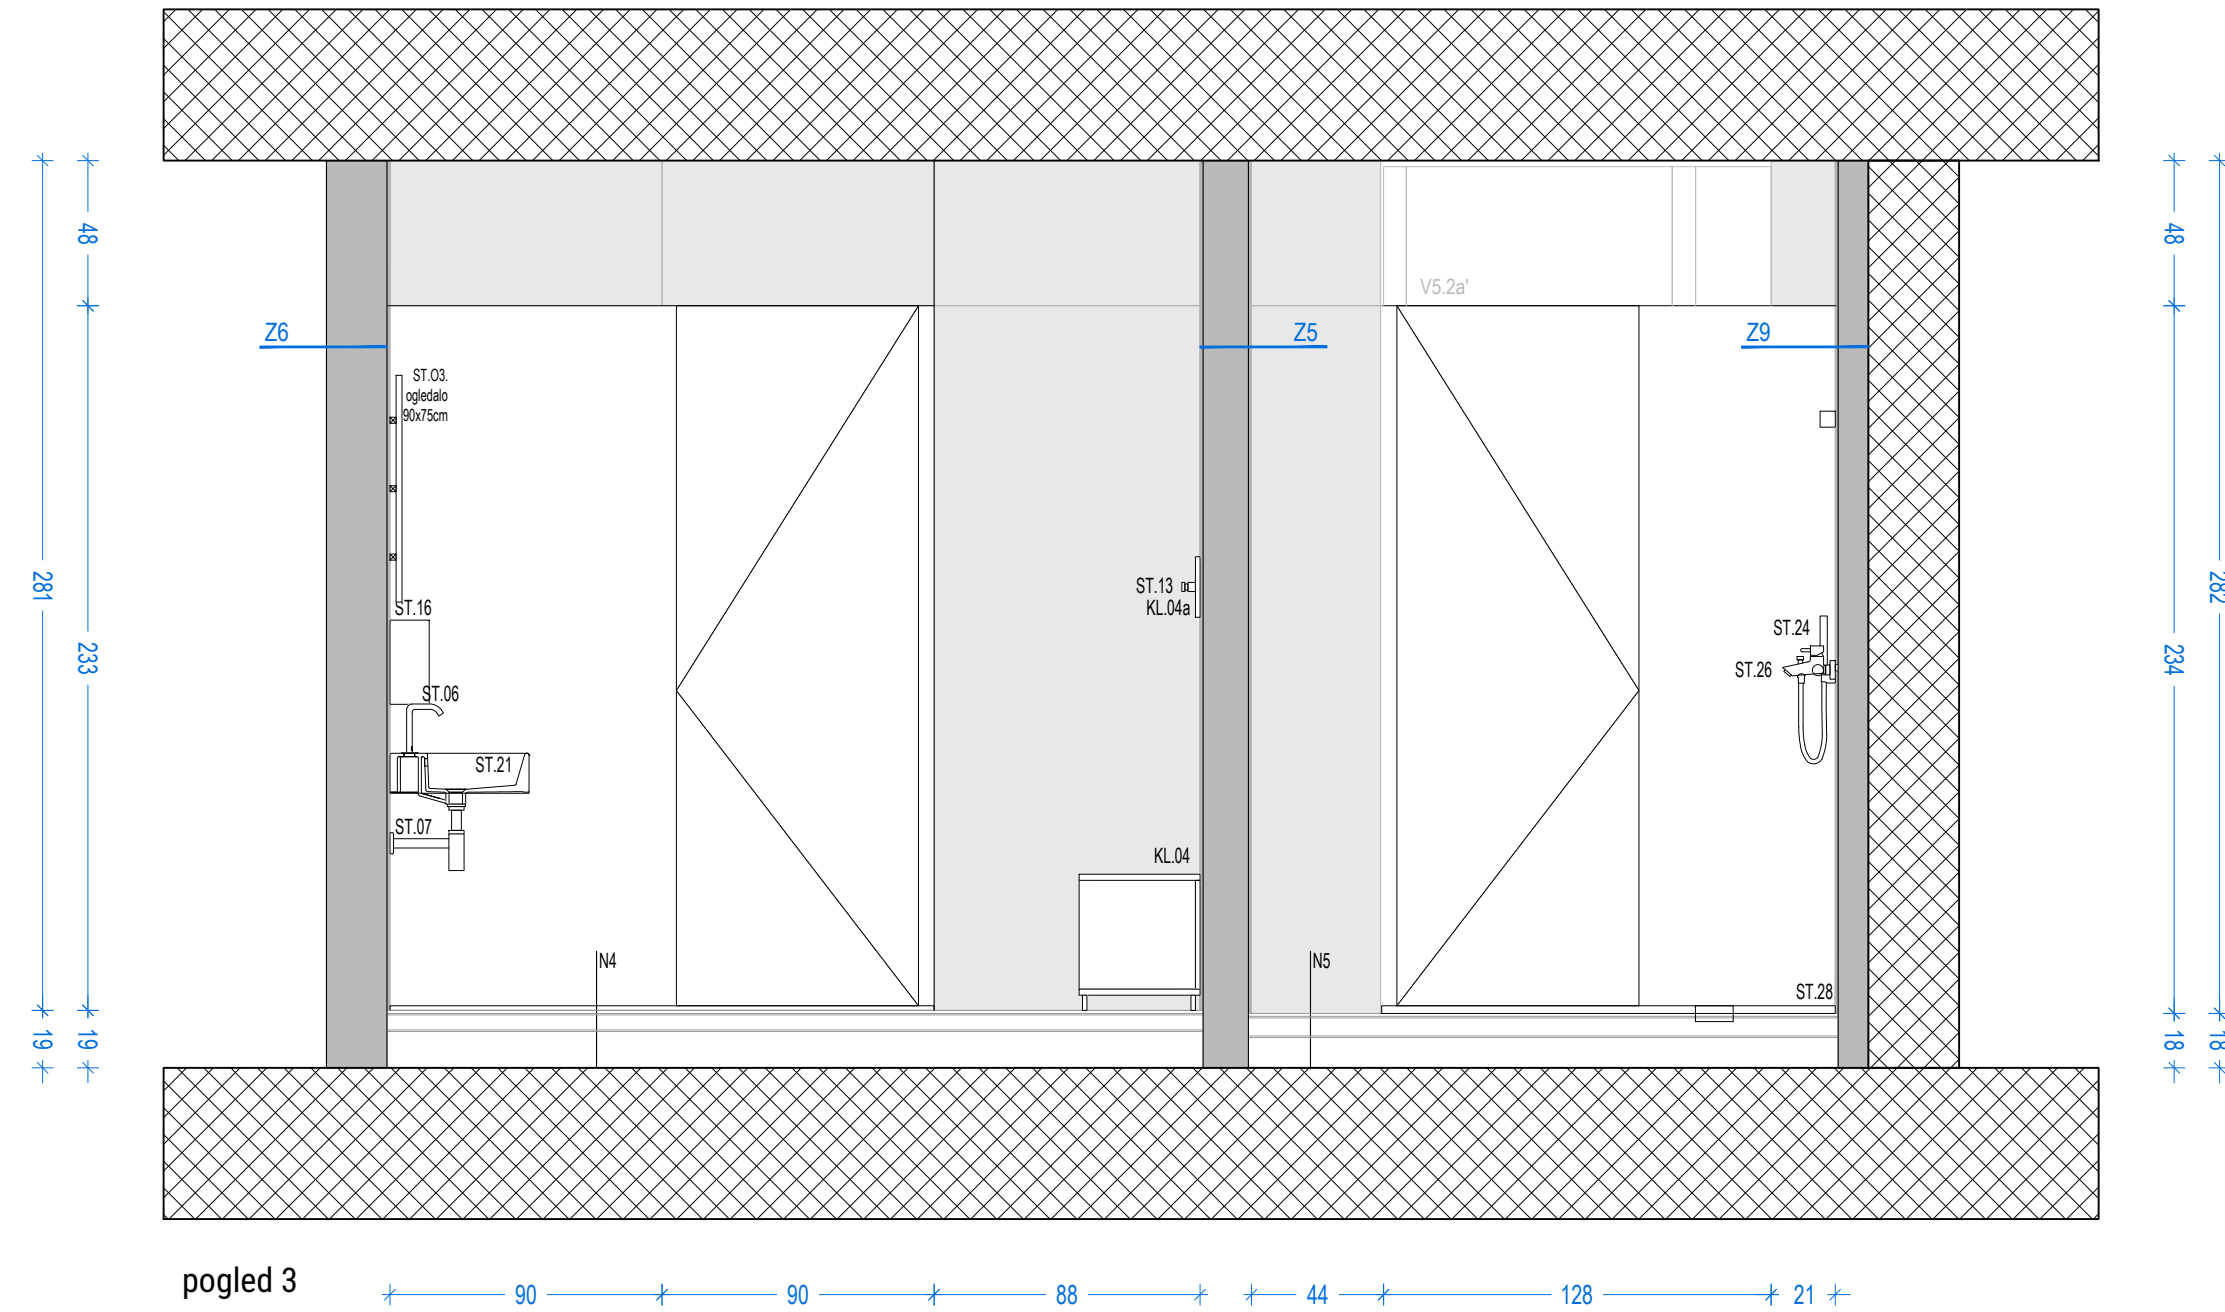 V5.2a'
Z6
Z5
Z9
ST.O3.
ogledalo
90x75cm
ST.16
ST.06
ST.21
ST.07
ST.13
KL.04a
KL.04
ST.24
ST.26
ST.28
N4
N5
48
281
233
19
19
48
282
234
18
18
pogled 3
90
90
88
44
128
21